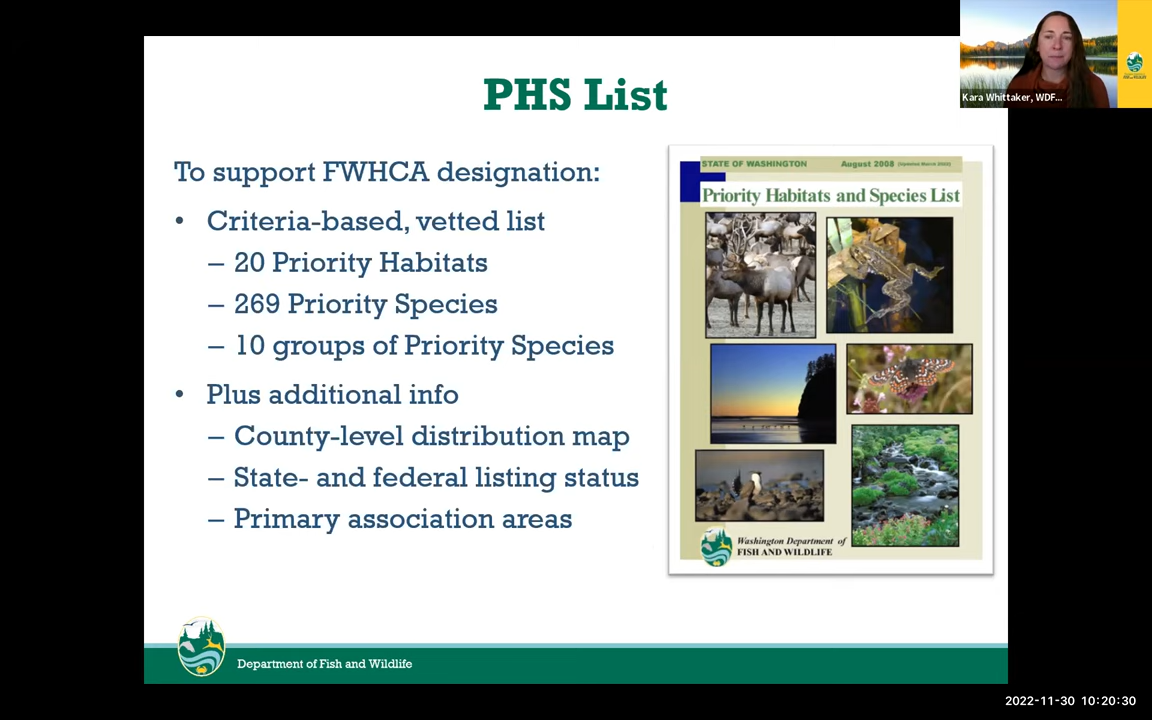 Kara Whittaker, WDF...
PHS List
To support FWHCA designation:
• Criteria-based, vetted list
– 20 Priority Habitats
– 269 Priority Species
– 10 groups of Priority Species
• Plus additional info
– County-level distribution map
– State- and federal listing status
– Primary association areas
STATE OF WASHINGTON August 2008
Priority Habitats and Species List
Washington Department of
FISH AND WILDLIFE
Department of Fish and Wildlife
2022-11-30 10:20:30